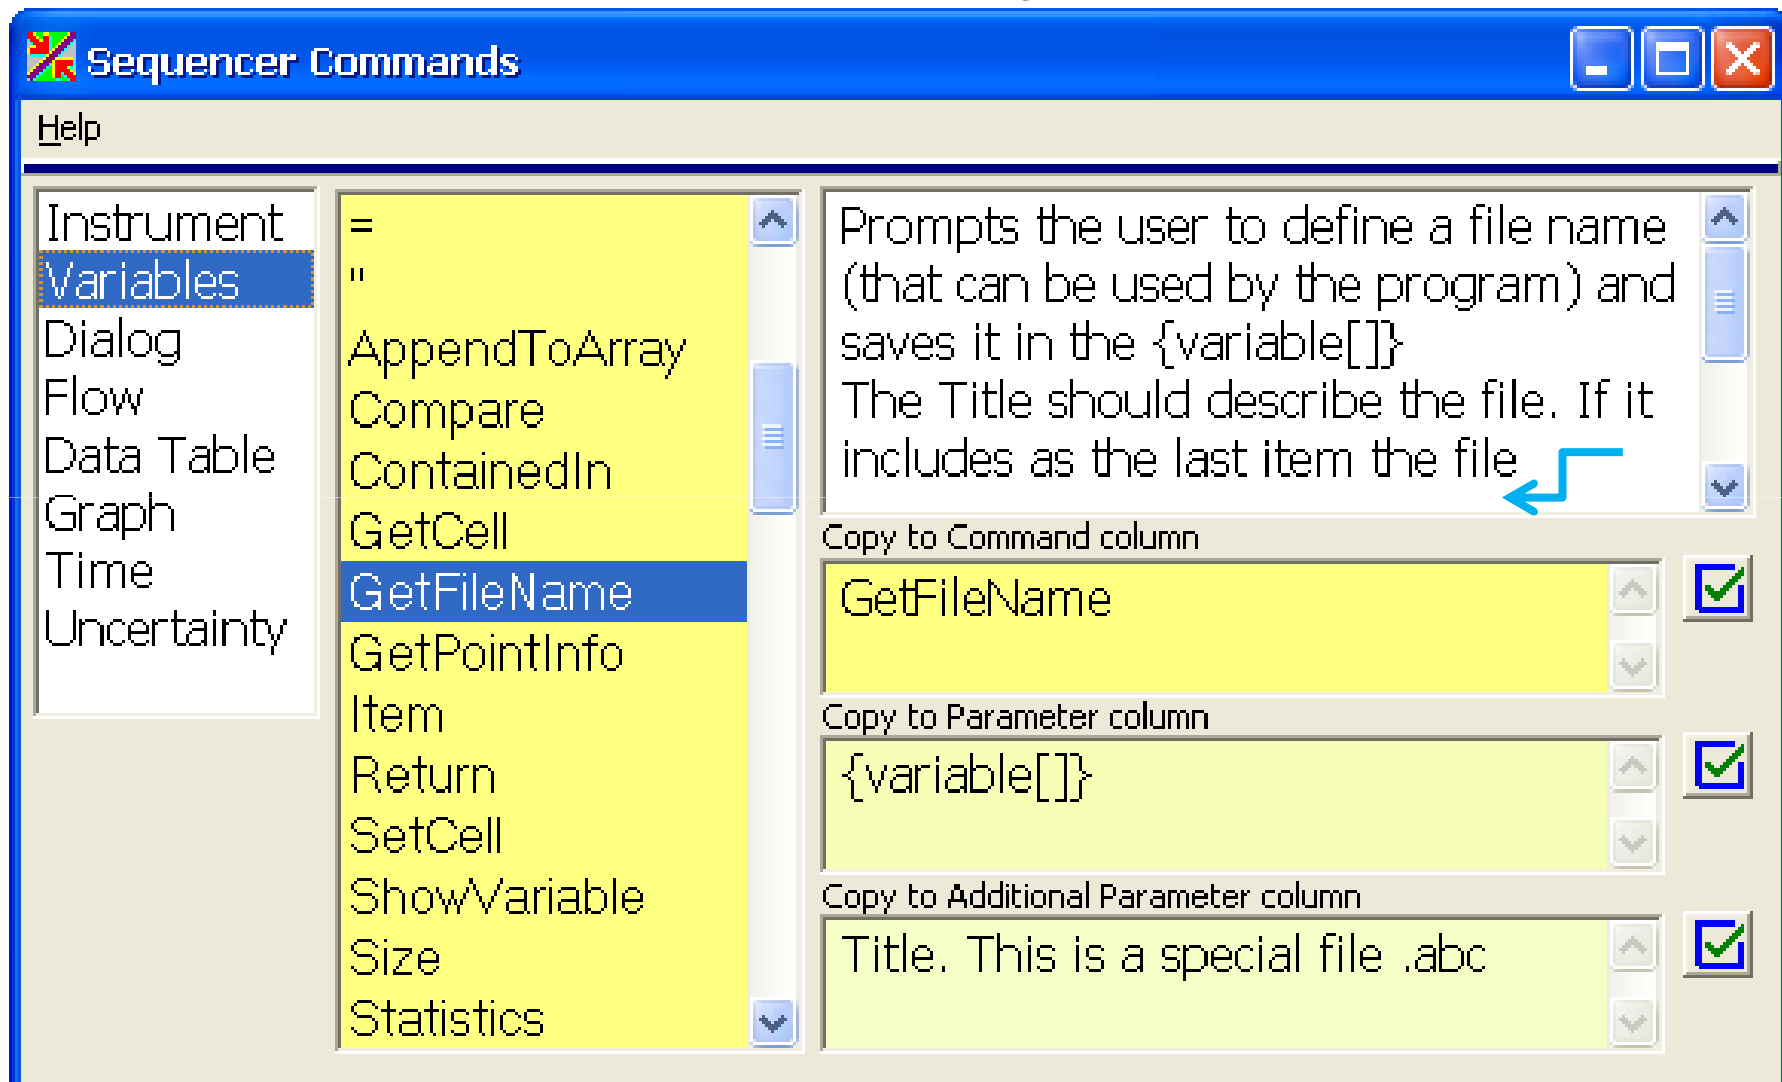 Sequencer Commands
Help
Instrument
Variables
Dialog
Flow
Data Table
Graph
Time
Uncertainty
=
"
AppendToArray
Compare
ContainedIn
GetCell
GetFileName
GetPointInfo
Item
Return
SetCell
ShowVariable
Size
Statistics
Prompts the user to define a file name
(that can be used by the program) and
saves it in the {variable[]}
The Title should describe the file. If it
includes as the last item the file
Copy to Command column
GetFileName
Copy to Parameter column
{variable[]}
Copy to Additional Parameter column
Title. This is a special file .abc